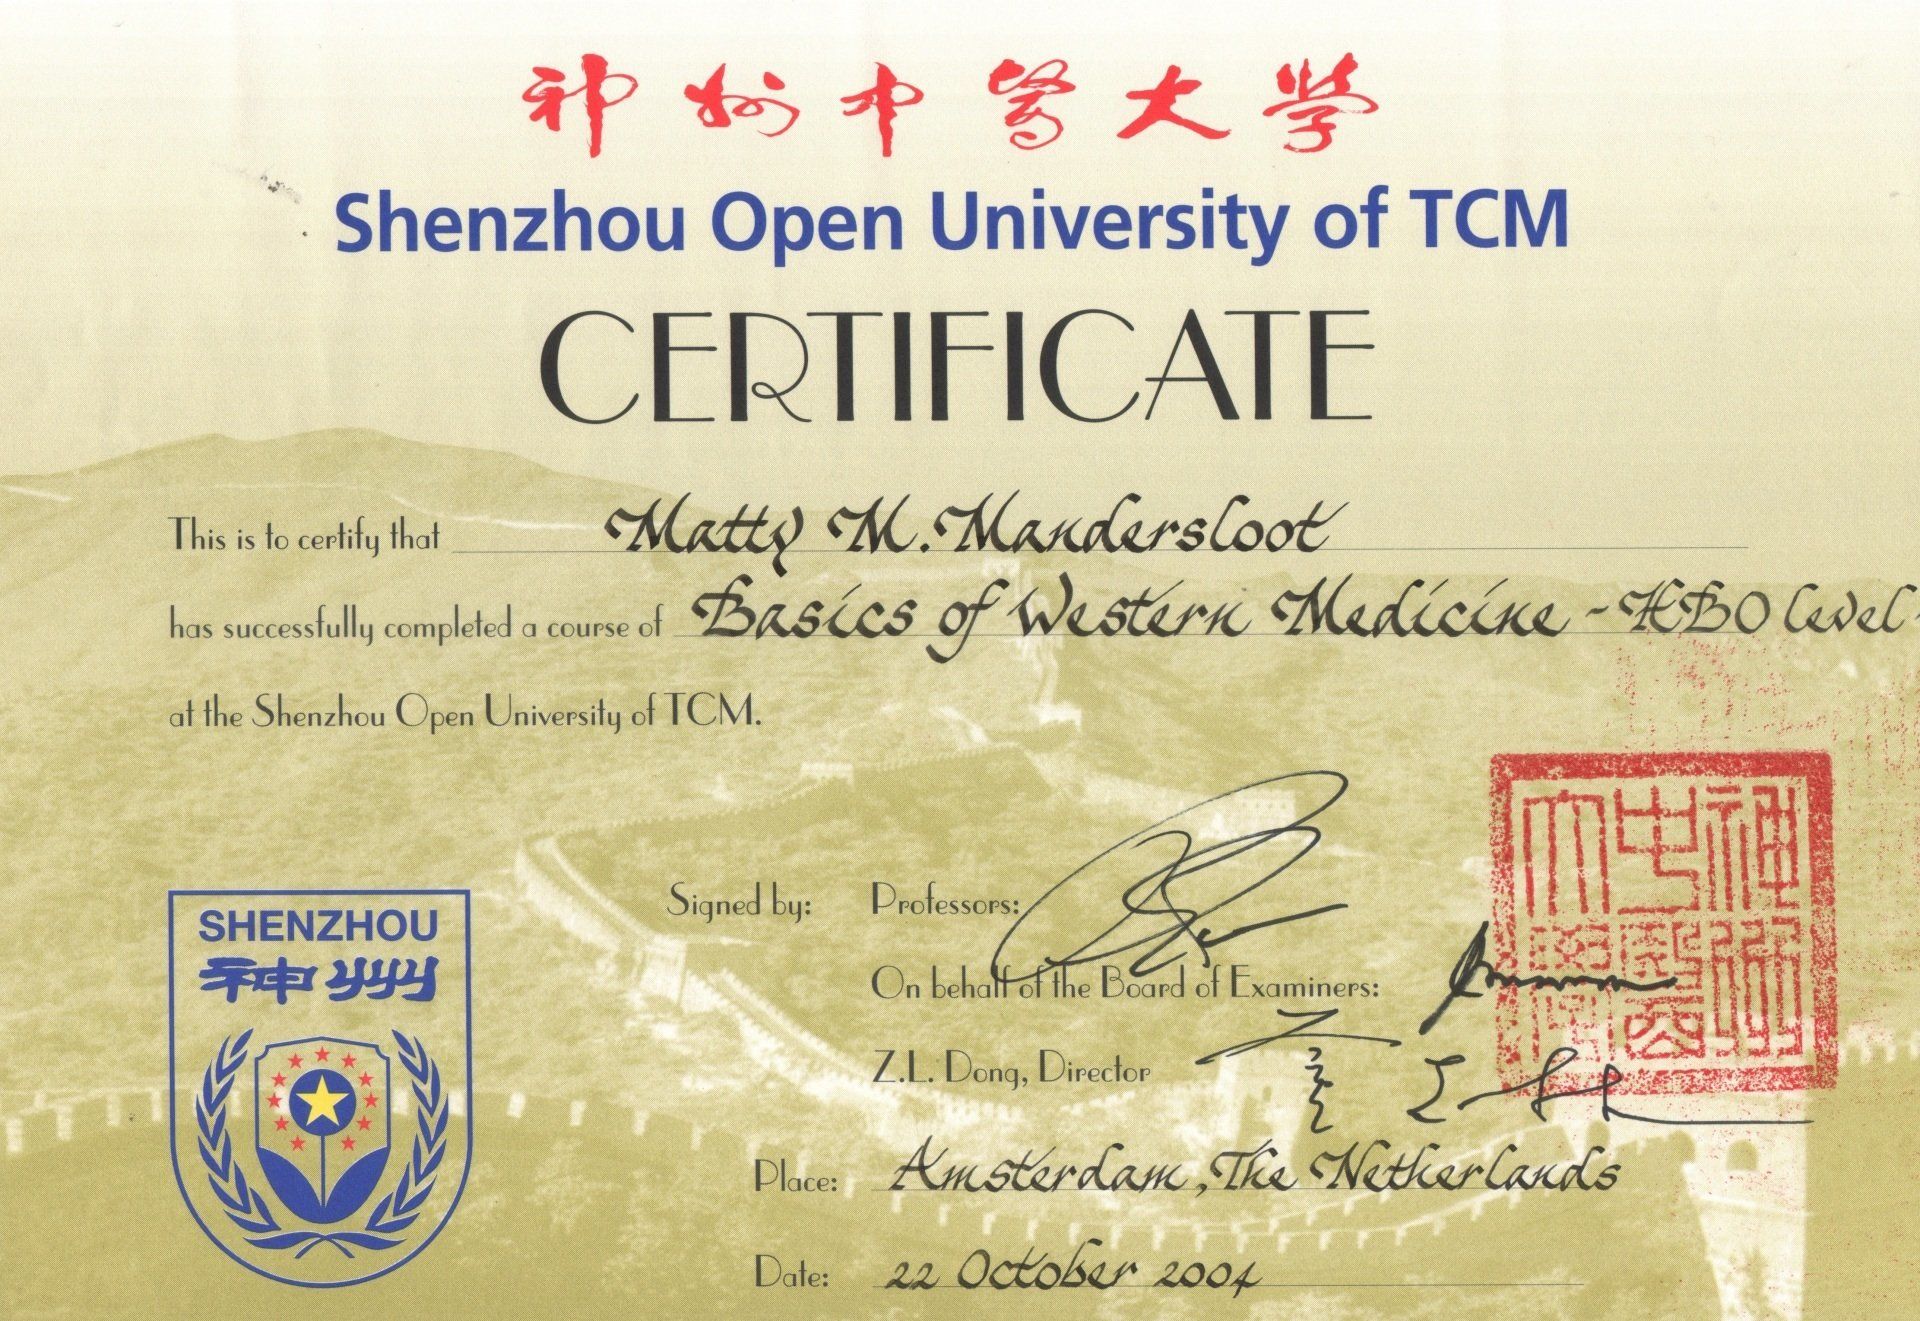 神州中医大学
Shenzhou Open University of TCM
CERTIFICATE
This is to certify that Matty M. Mandersloot
has successfully completed a course of Basics of Western Medicine - HBO level -
at the Shenzhou Open University of TCM.
Signed by: Professors:
On behalf of the Board of Examiners:
Z.L. Dong, Director
Place: Amsterdam, The Netherlands
Date: 22 October 2004
SHENZHOU
神州